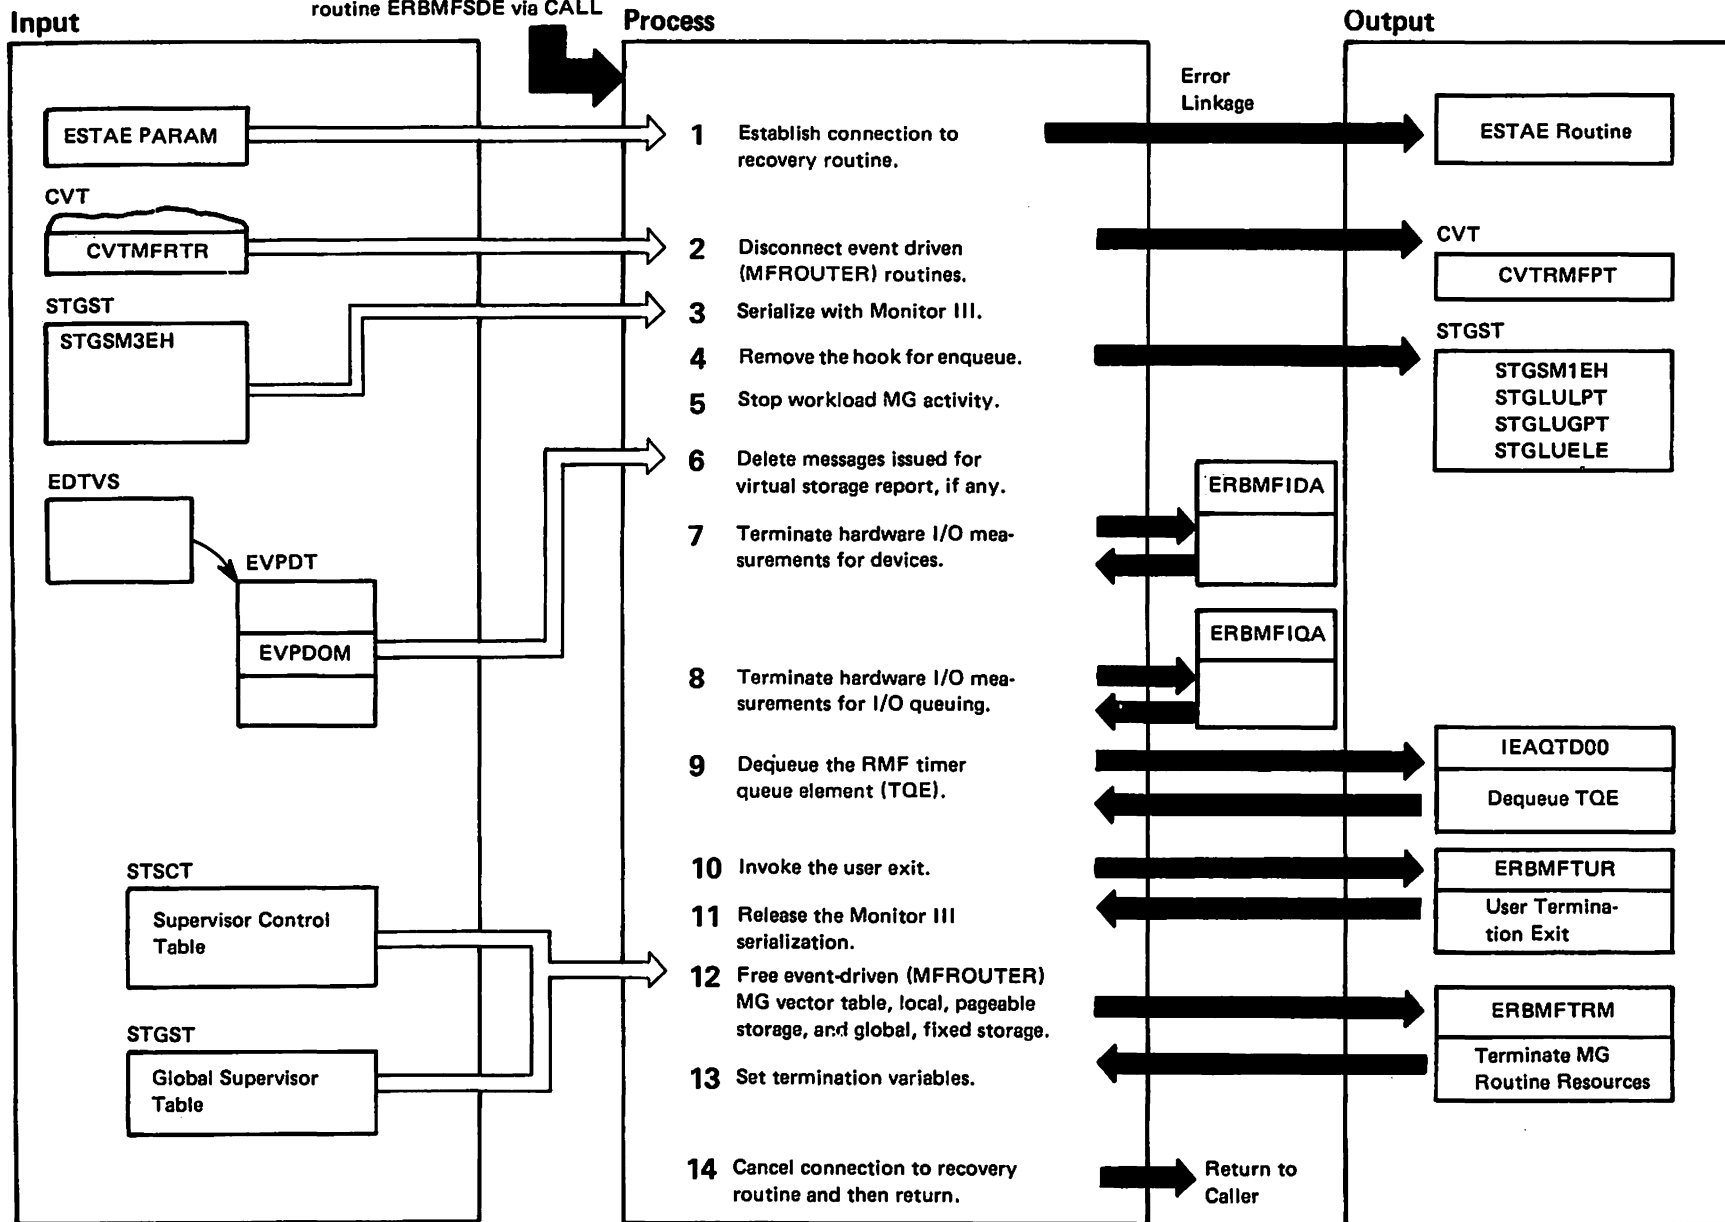 routine ERBMFSDE via CALL
Input
Process
Output
ESTAE PARAM
CVT
CVTMFRTR
STGST
STGSM3EH
EDTVS
EVPDT
EVPDOM
STSCT
Supervisor Control
Table
STGST
Global Supervisor
Table
1 Establish connection to
recovery routine.
2 Disconnect event driven
(MFROUTER) routines.
3 Serialize with Monitor III.
4 Remove the hook for enqueue.
5 Stop workload MG activity.
6 Delete messages issued for
virtual storage report, if any.
7 Terminate hardware I/O mea-
surements for devices.
8 Terminate hardware I/O mea-
surements for I/O queuing.
9 Dequeue the RMF timer
queue element (TQE).
10 Invoke the user exit.
11 Release the Monitor III
serialization.
12 Free event-driven (MFROUTER)
MG vector table, local, pageable
storage, and global, fixed storage.
13 Set termination variables.
14 Cancel connection to recovery
routine and then return.
Error
Linkage
ERBMFIDA
ERBMFIQA
Return to
Caller
ESTAE Routine
CVT
CVTRMFPT
STGST
STGSM1EH
STGLULPT
STGLUGPT
STGLUELE
IEAQTD00
Dequeue TQE
ERBMFTUR
User Termina-
tion Exit
ERBMFTRM
Terminate MG
Routine Resources